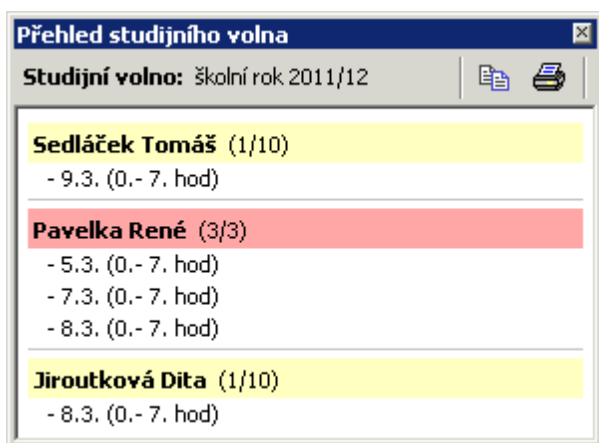 Přehled studijního volna
Studijní volno: školní rok 2011/12
Sedláček Tomáš (1/10)
- 9.3. (0.- 7. hod)
Pavelka René (3/3)
- 5.3. (0.- 7. hod)
- 7.3. (0.- 7. hod)
- 8.3. (0.- 7. hod)
Jiroutková Dita (1/10)
- 8.3. (0.- 7. hod)